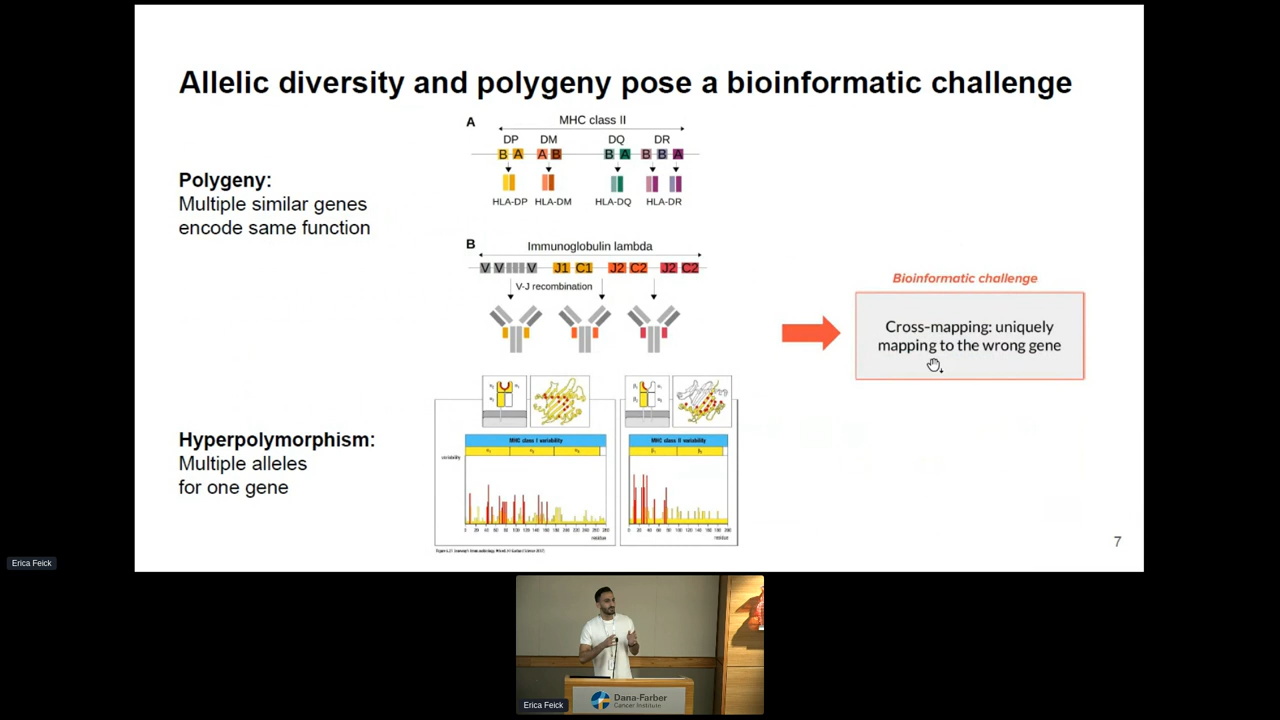 Allelic diversity and polygeny pose a bioinformatic challenge
Polygeny:
Multiple similar genes
encode same function
A
MHC class II
DP DM DQ DR
B A A B B A B B A
HLA-DP HLA-DM HLA-DQ HLA-DR
B
Immunoglobulin lambda
V V V J1 C1 J2 C2 J2 C2
V-J recombination
Bioinformatic challenge
Cross-mapping: uniquely
mapping to the wrong gene
Hyperpolymorphism:
Multiple alleles
for one gene
MHC class I variability
variability
residue
MHC class II variability
residue
7
Erica Feick
Erica Feick
Dana-Farber
Cancer Institute